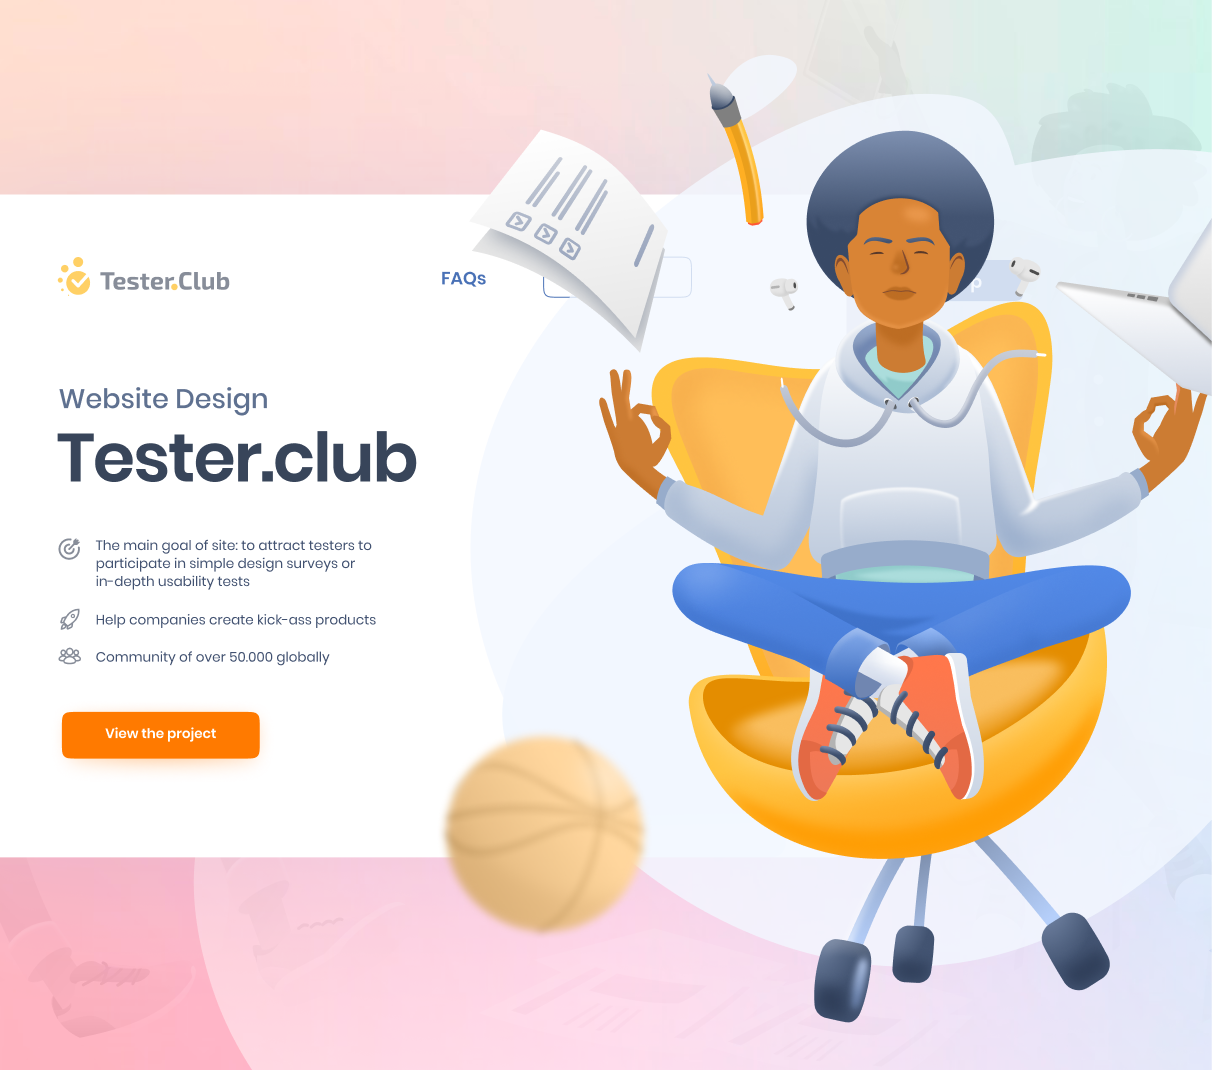 Tester.Club
FAQs
p
Website Design
Tester.club
The main goal of site: to attract testers to
participate in simple design surveys or
in-depth usability tests
Help companies create kick-ass products
Community of over 50.000 globally
View the project